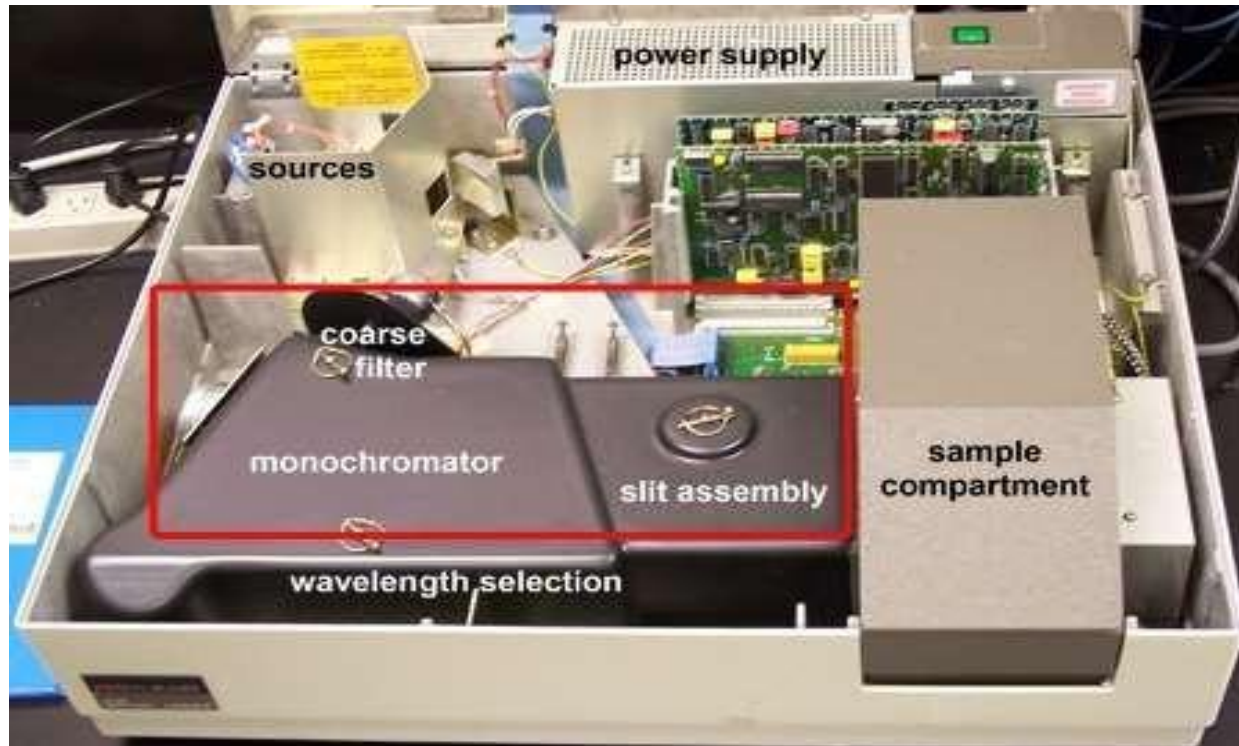 power supply
sources
coarse
filter
monochromator
slit assembly
sample
compartment
wavelength selection